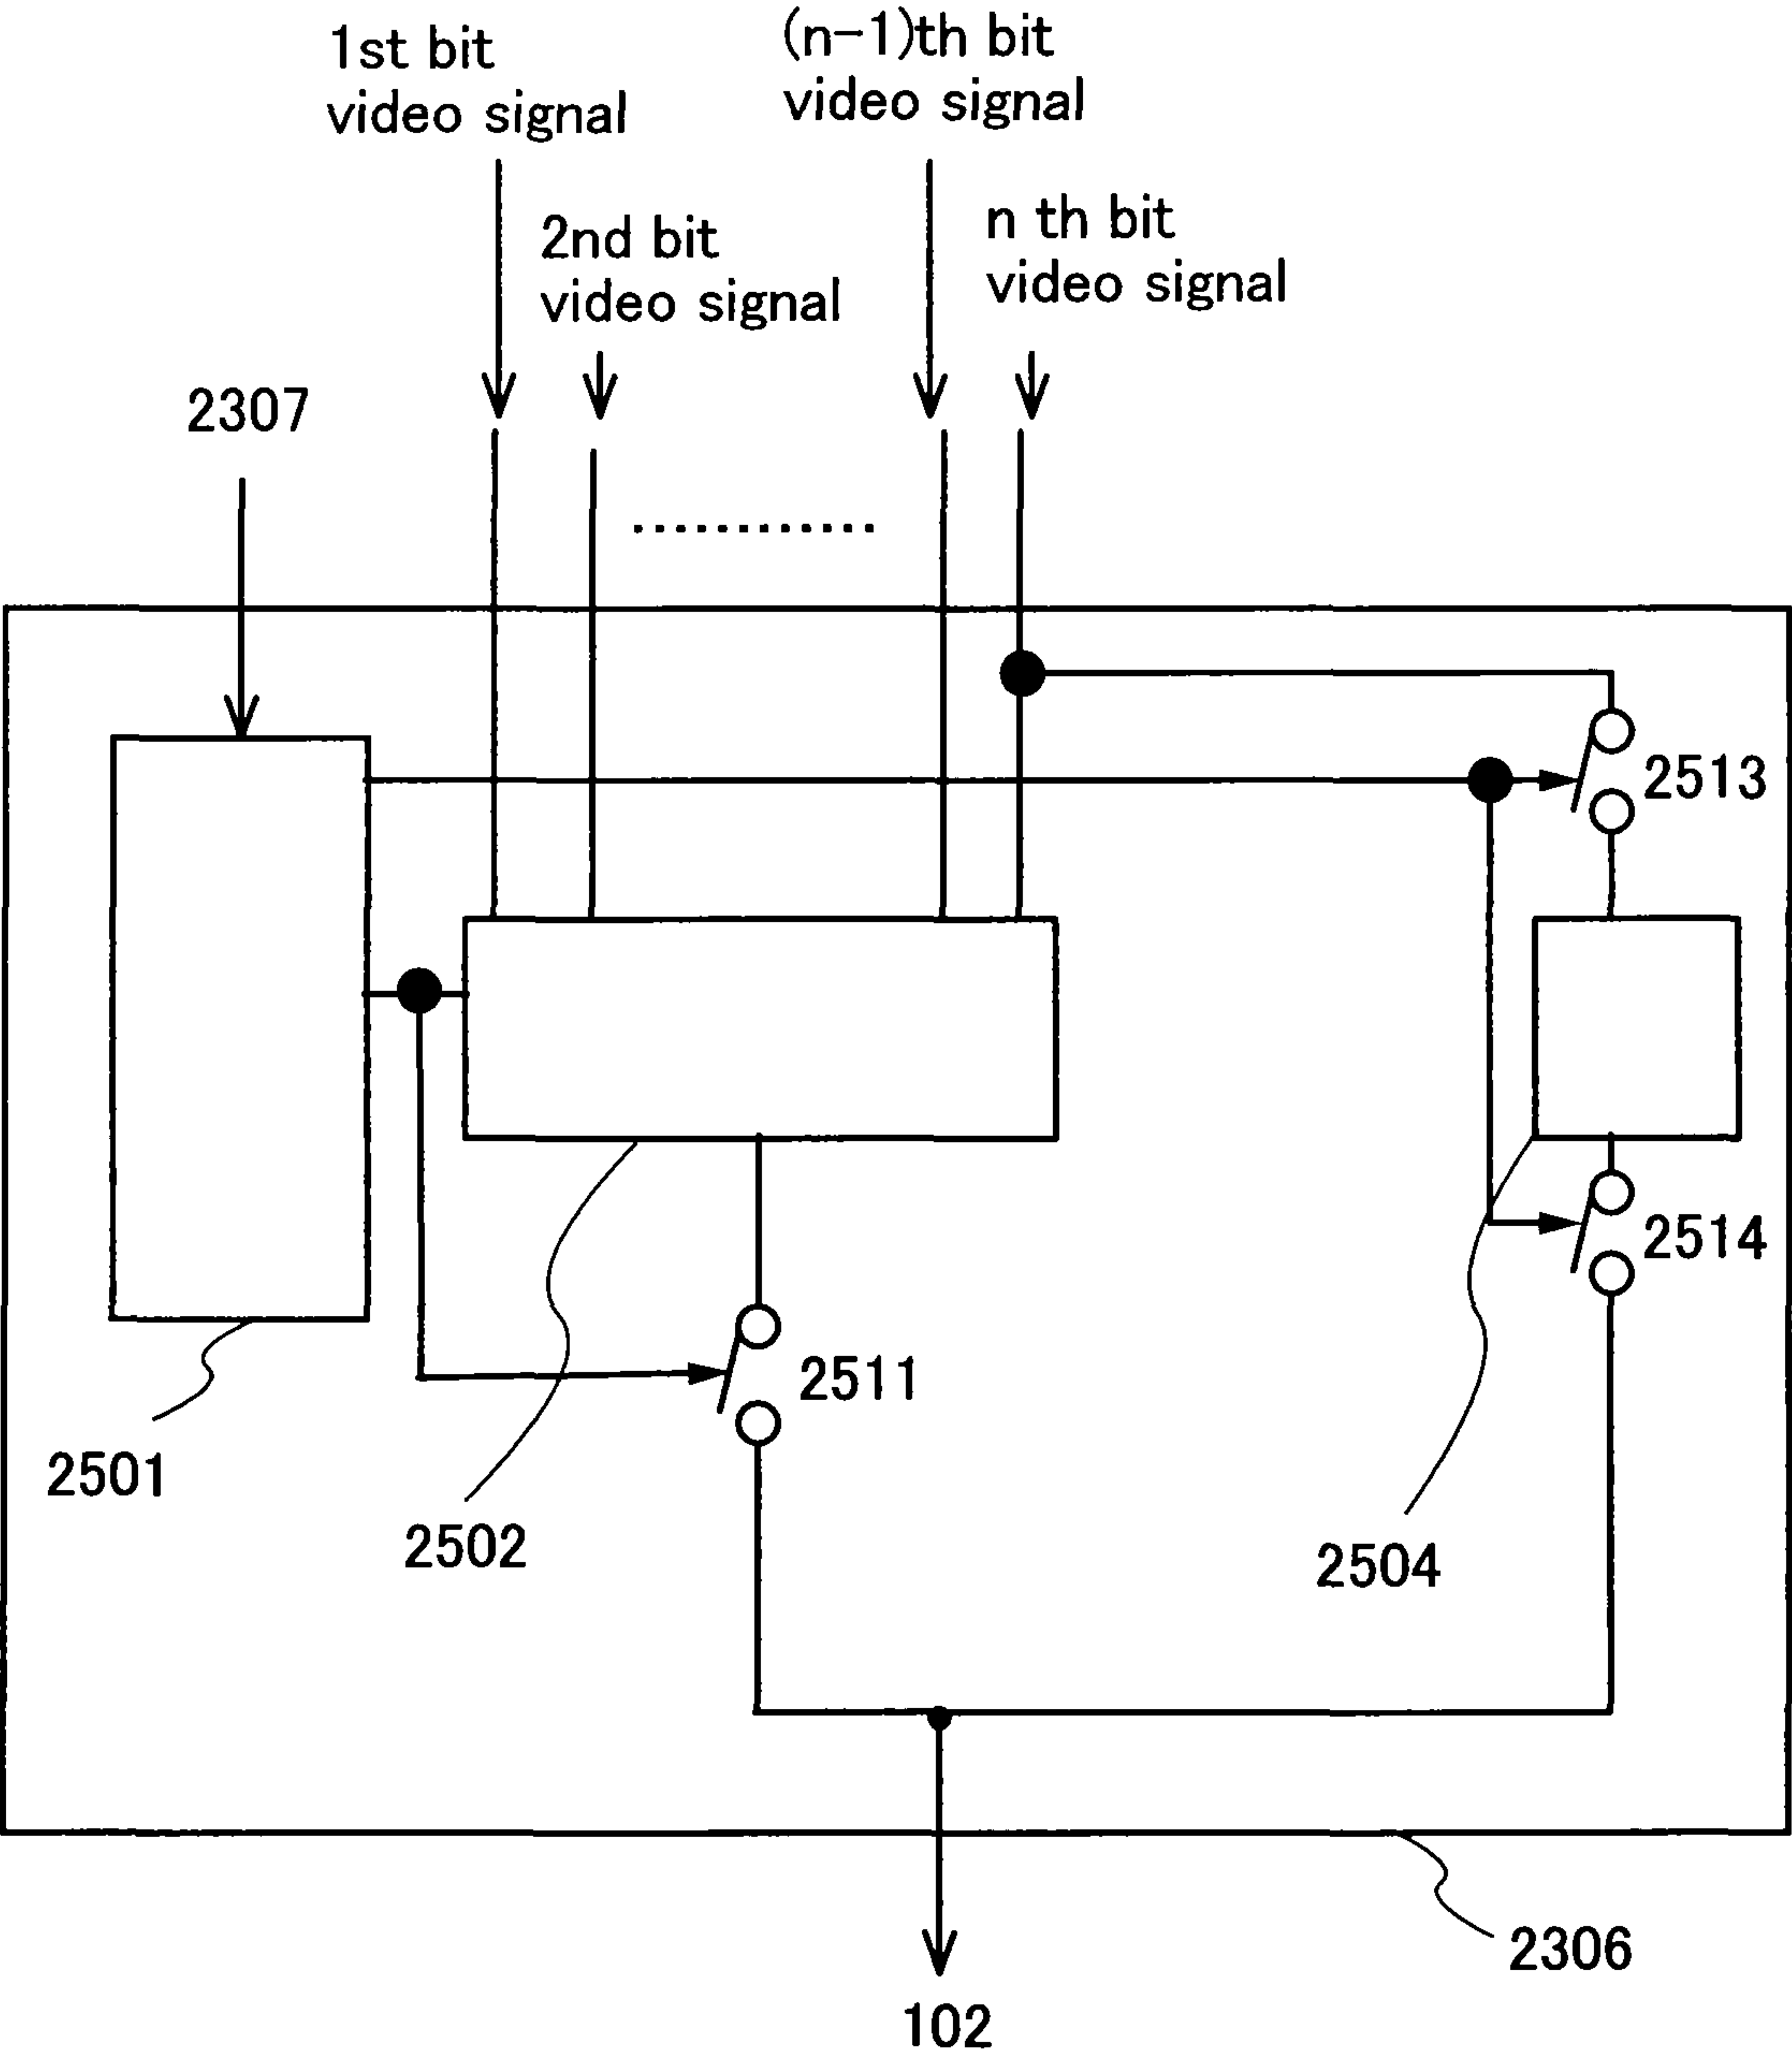 1st bit
video signal
(n-1)th bit
video signal
2nd bit
video signal
n th bit
video signal
2307
2513
2514
2511
2501
2502
2504
2306
102